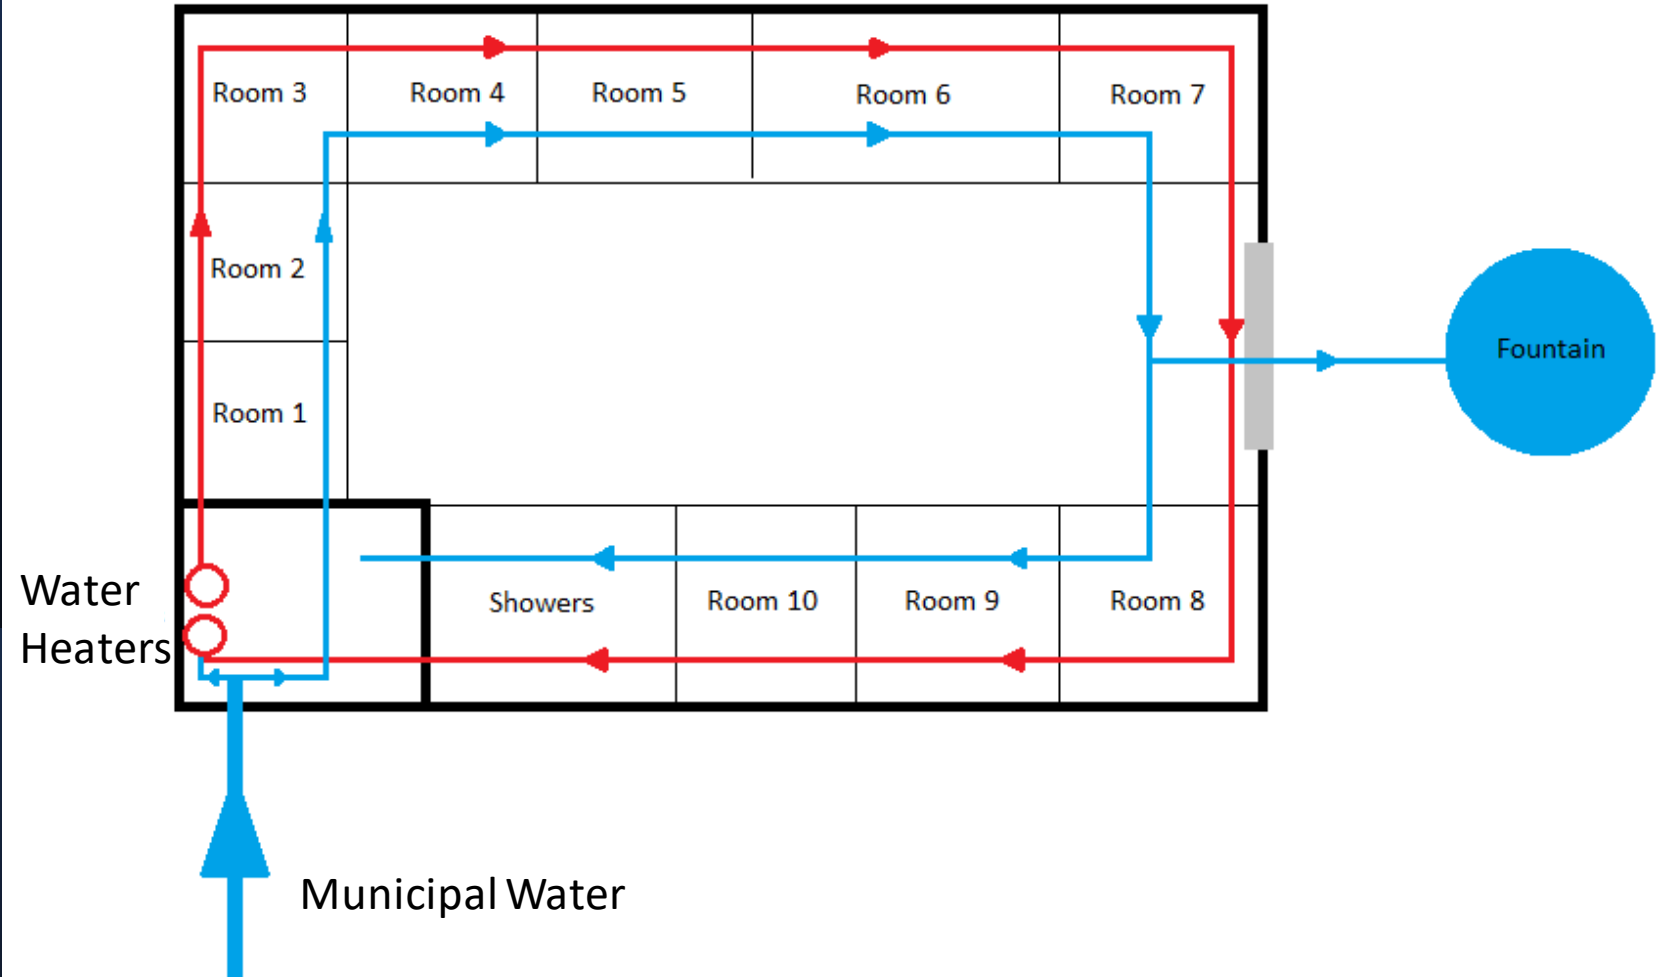 Room 3
Room 4
Room 5
Room 6
Room 7
Room 2
Fountain
Room 1
Water
Heaters
Showers
Room 10
Room 9
Room 8
Municipal Water